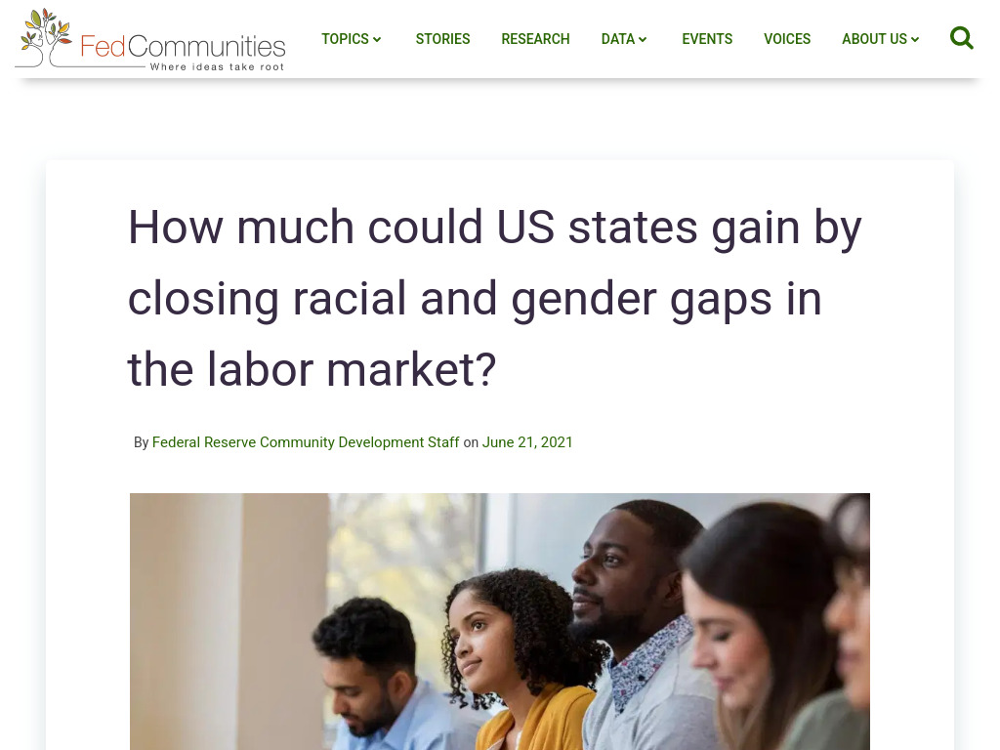 FedCommunities
Where ideas take root
TOPICS
STORIES
RESEARCH
DATA
EVENTS
VOICES
ABOUT US
How much could US states gain by
closing racial and gender gaps in
the labor market?
By Federal Reserve Community Development Staff on June 21, 2021